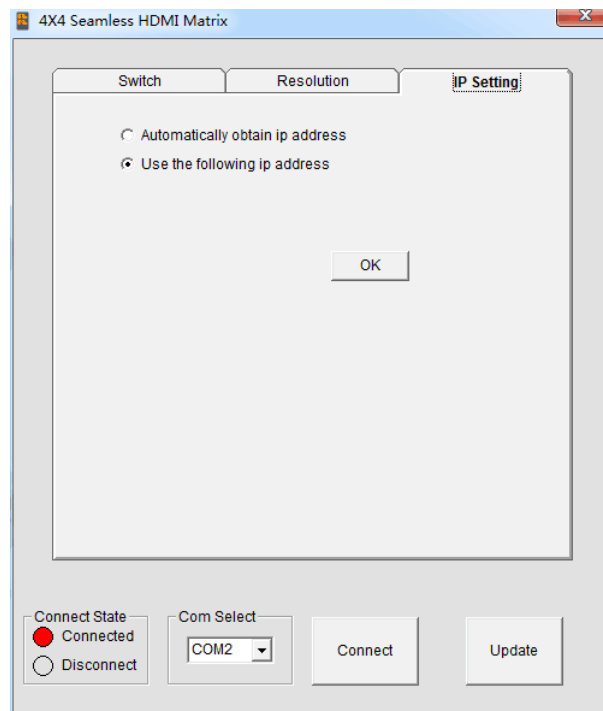 4X4 Seamless HDMI Matrix
Switch Resolution IP Setting
Automatically obtain ip address
Use the following ip address
OK
Connect State
Connected
Disconnect
Com Select
COM2
Connect
Update